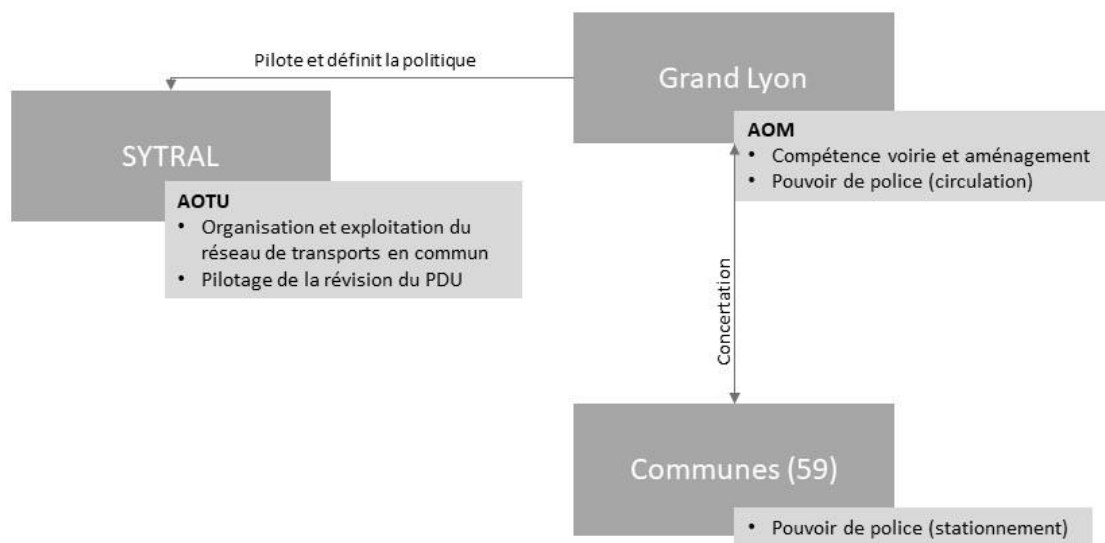 Pilote et définit la politique
Grand Lyon
AOM
• Compétence voirie et aménagement
• Pouvoir de police (circulation)
SYTRAL
AOTU
• Organisation et exploitation du
réseau de transports en commun
• Pilotage de la révision du PDU
Concertation
Communes (59)
• Pouvoir de police (stationnement)